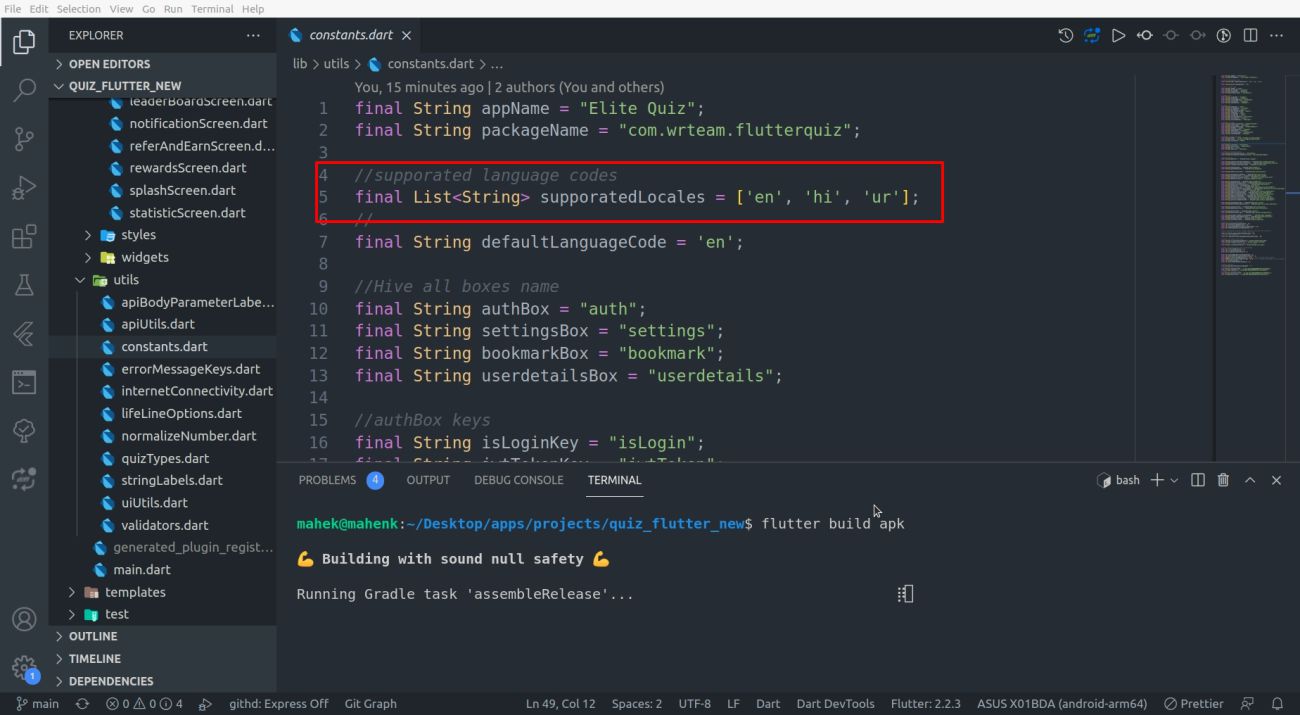 File Edit Selection View Go Run Terminal Help
EXPLORER
OPEN EDITORS
QUIZ_FLUTTER_NEW
leaderBoardScreen.dart
notificationScreen.dart
referAndEarnScreen.d...
rewardsScreen.dart
splashScreen.dart
statisticScreen.dart
styles
widgets
utils
apiBodyParameterLabe...
apiUtils.dart
constants.dart
errorMessageKeys.dart
internetConnectivity.dart
lifeLineOptions.dart
normalizeNumber.dart
quizTypes.dart
stringLabels.dart
uiUtils.dart
validators.dart
generated_plugin_regist...
main.dart
templates
test
OUTLINE
TIMELINE
DEPENDENCIES
1
constants.dart
lib > utils > constants.dart > ...
You, 15 minutes ago | 2 authors (You and others)
1 final String appName = "Elite Quiz";
2 final String packageName = "com.wrteam.flutterquiz";
3
4 //supporated language codes
5 final List<String> supporatedLocales = ['en', 'hi', 'ur'];
6 //
7 final String defaultLanguageCode = 'en';
8
9 //Hive all boxes name
10 final String authBox = "auth";
11 final String settingsBox = "settings";
12 final String bookmarkBox = "bookmark";
13 final String userdetailsBox = "userdetails";
14
15 //authBox keys
16 final String isLoginKey = "isLogin";
17 final String jwtTokenKey = "jwtToken";
PROBLEMS 4 OUTPUT DEBUG CONSOLE TERMINAL bash
mahek@mahenk:~/Desktop/apps/projects/quiz_flutter_new$ flutter build apk
💪 Building with sound null safety 💪
Running Gradle task 'assembleRelease'...
main 0 0 4 githd: Express Off Git Graph Ln 49, Col 12 Spaces: 2 UTF-8 LF Dart Dart DevTools Flutter: 2.2.3 ASUS X01BDA (android-arm64) Prettier